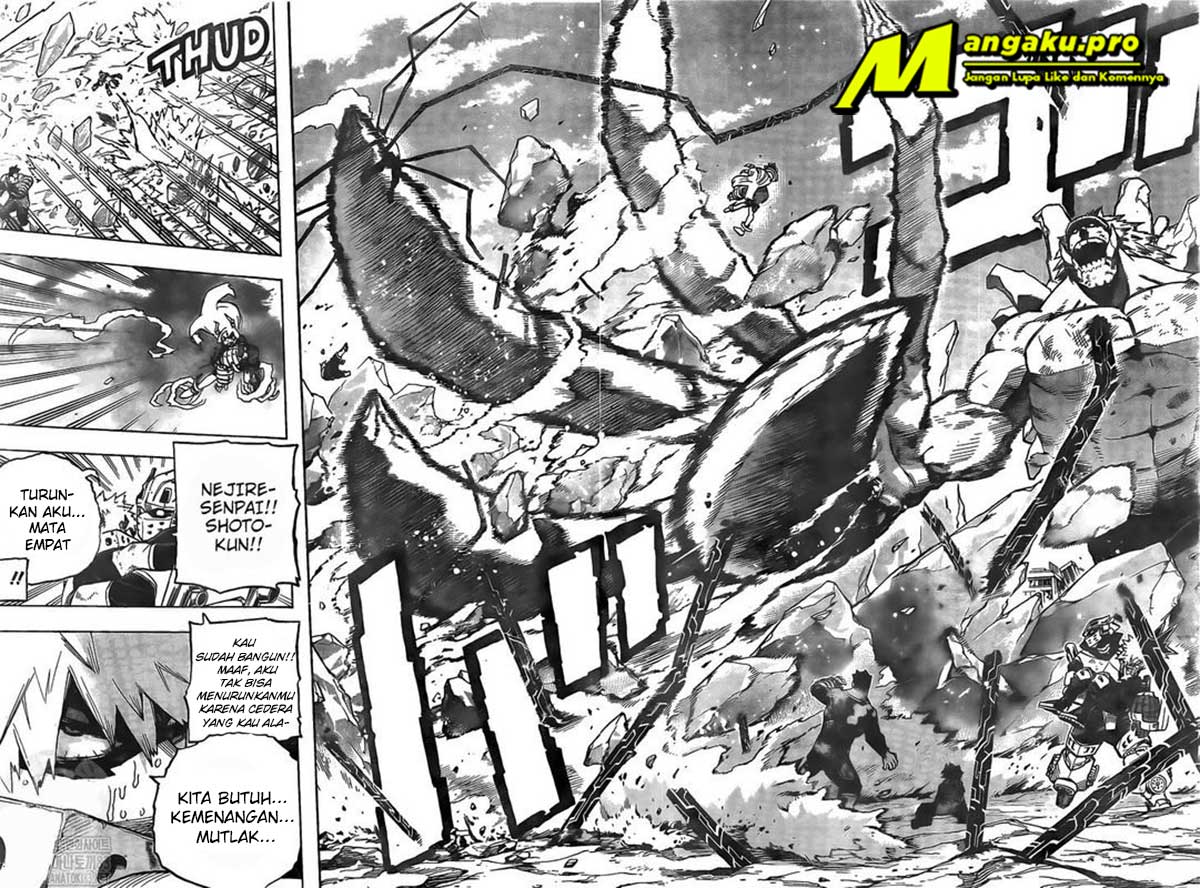 THUD
Mangaku.pro
Jangan Lupa Like dan Komennya
NEJIRE-
SENPAI!!
SHOTO-
KUN!!
TURUN-
KAN AKU...
MATA
EMPAT
!!
KAU
SUDAH BANGUN!!
MAAF, AKU
TAK BISA
MENURUNKANMU
KARENA CEDERA
YANG KAU ALA-
KITA BUTUH...
KEMENANGAN...
MUTLAK...